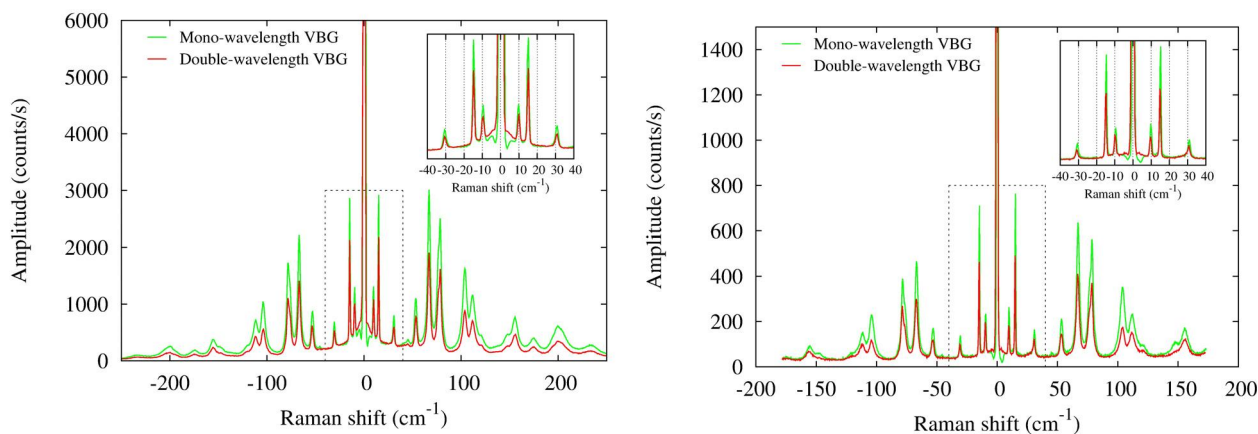 6000
5000
4000
3000
2000
1000
0
Amplitude (counts/s)
Mono-wavelength VBG
Double-wavelength VBG
-40 -30 -20 -10 0 10 20 30 40
Raman shift (cm-1)
-100 0 100 200
Raman shift (cm-1)
1400
1200
1000
800
600
400
200
0
Amplitude (counts/s)
Mono-wavelength VBG
Double-wavelength VBG
-40 -30 -20 -10 0 10 20 30 40
Raman shift (cm-1)
-200 -150 -100 -50 0 50 100 150 200
Raman shift (cm-1)